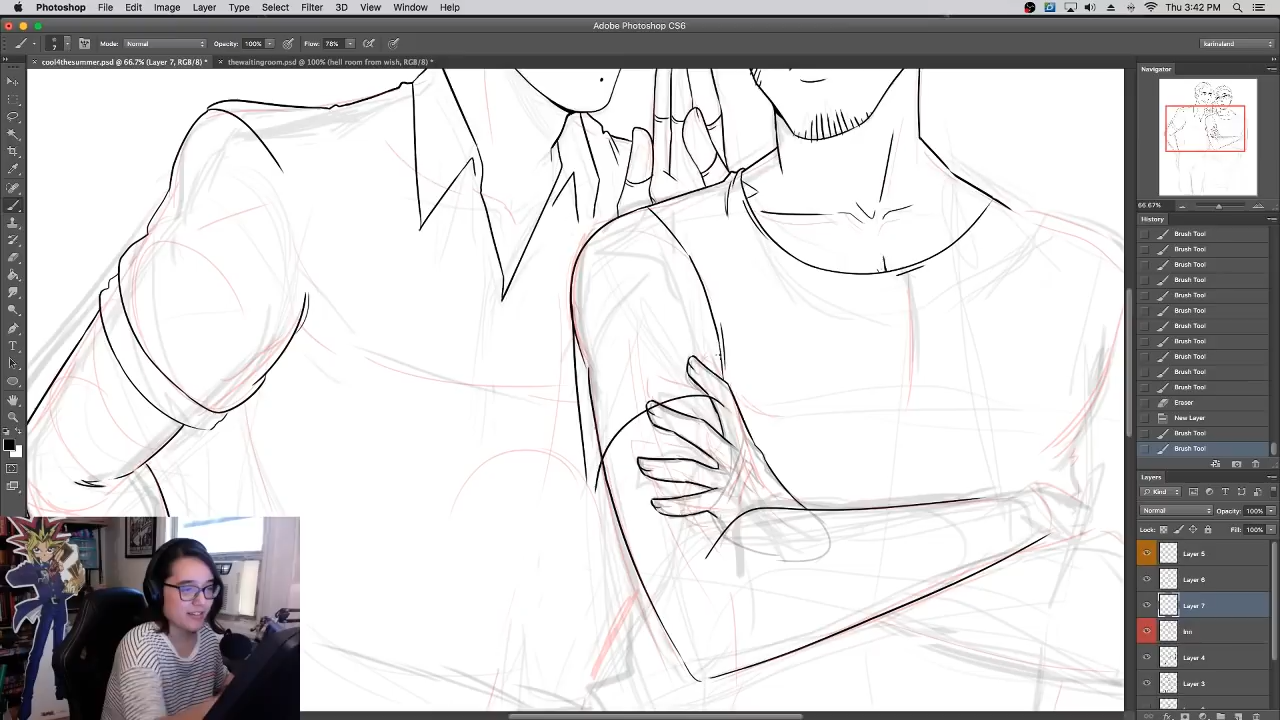 Photoshop File Edit Image Layer Type Select Filter 3D View Window Help Thu 3:42 PM
Adobe Photoshop CS6
7 Mode: Normal Opacity: 100% Flow: 78% karinaland
cool4thesummer.psd @ 66.7% (Layer 7, RGB/8) * thewaitingroom.psd @ 100% (hell room from wish, RGB/8) *
Navigator
66.67%
History
Brush Tool
Brush Tool
Brush Tool
Brush Tool
Brush Tool
Brush Tool
Brush Tool
Brush Tool
Brush Tool
Brush Tool
Brush Tool
Eraser
New Layer
Brush Tool
Brush Tool
Layers
Kind
Normal Opacity: 100%
Lock: Fill: 100%
Layer 5
Layer 6
Layer 7
Layer 4
Layer 3